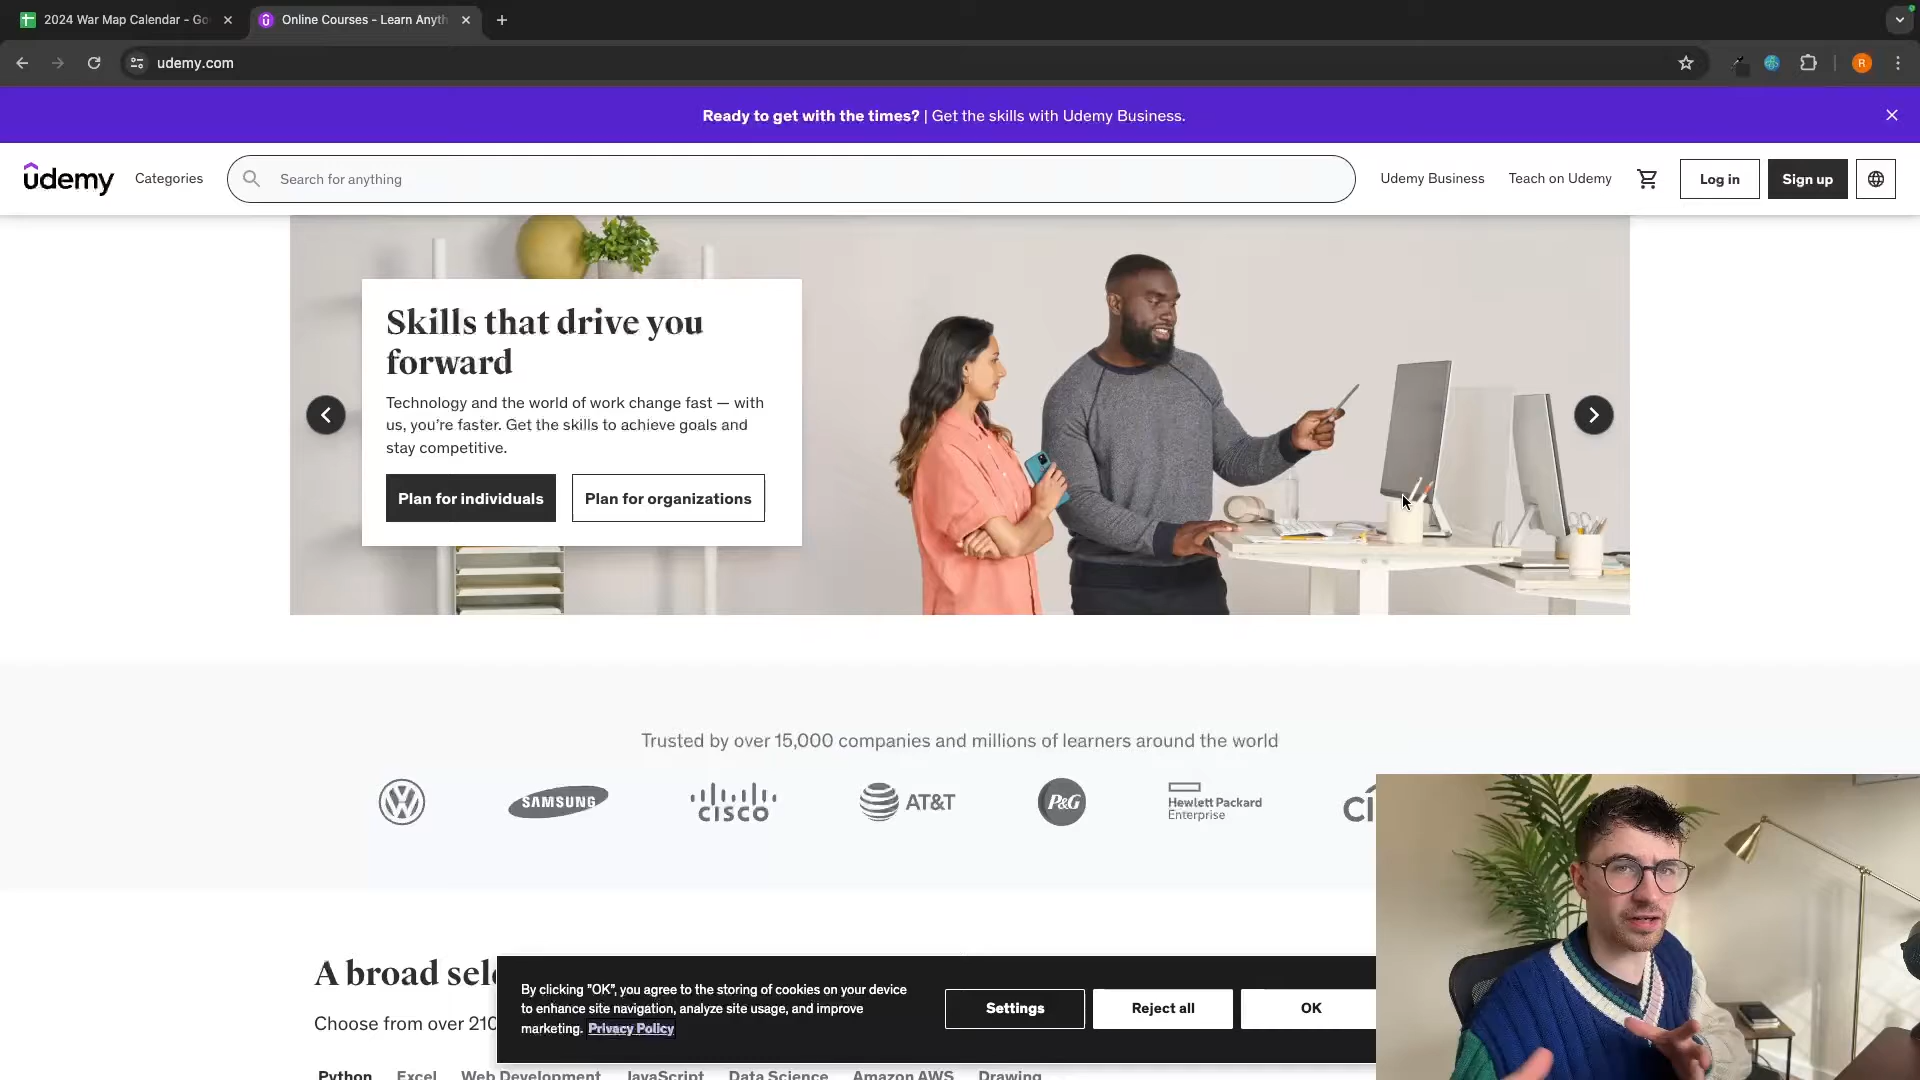 2024 War Map Calendar - Go
Online Courses - Learn Anyth
udemy.com
R
Ready to get with the times? | Get the skills with Udemy Business.
udemy
Categories
Search for anything
Udemy Business
Teach on Udemy
Log in
Sign up
Skills that drive you
forward
Technology and the world of work change fast — with
us, you're faster. Get the skills to achieve goals and
stay competitive.
Plan for individuals
Plan for organizations
Trusted by over 15,000 companies and millions of learners around the world
SAMSUNG
CISCO
AT&T
P&G
Hewlett Packard
Enterprise
ci
A broad sele
Choose from over 210
By clicking "OK", you agree to the storing of cookies on your device
to enhance site navigation, analyze site usage, and improve
marketing. Privacy Policy
Settings
Reject all
OK
Python
Excel
Web Development
JavaScript
Data Science
Amazon AWS
Drawing